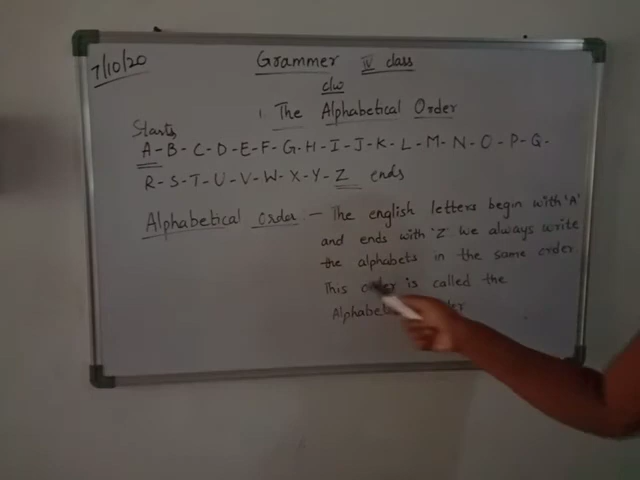 7/10/20
Grammer IV class
c/w
1. The Alphabetical Order
Starts
A-B-C-D-E-F-G-H-I-J-K-L-M-N-O-P-Q-
R-S-T-U-V-W-X-Y-Z ends
Alphabetical order - The english letters begin with 'A'
and ends with 'Z' we always write
the alphabets in the same order
This order is called the